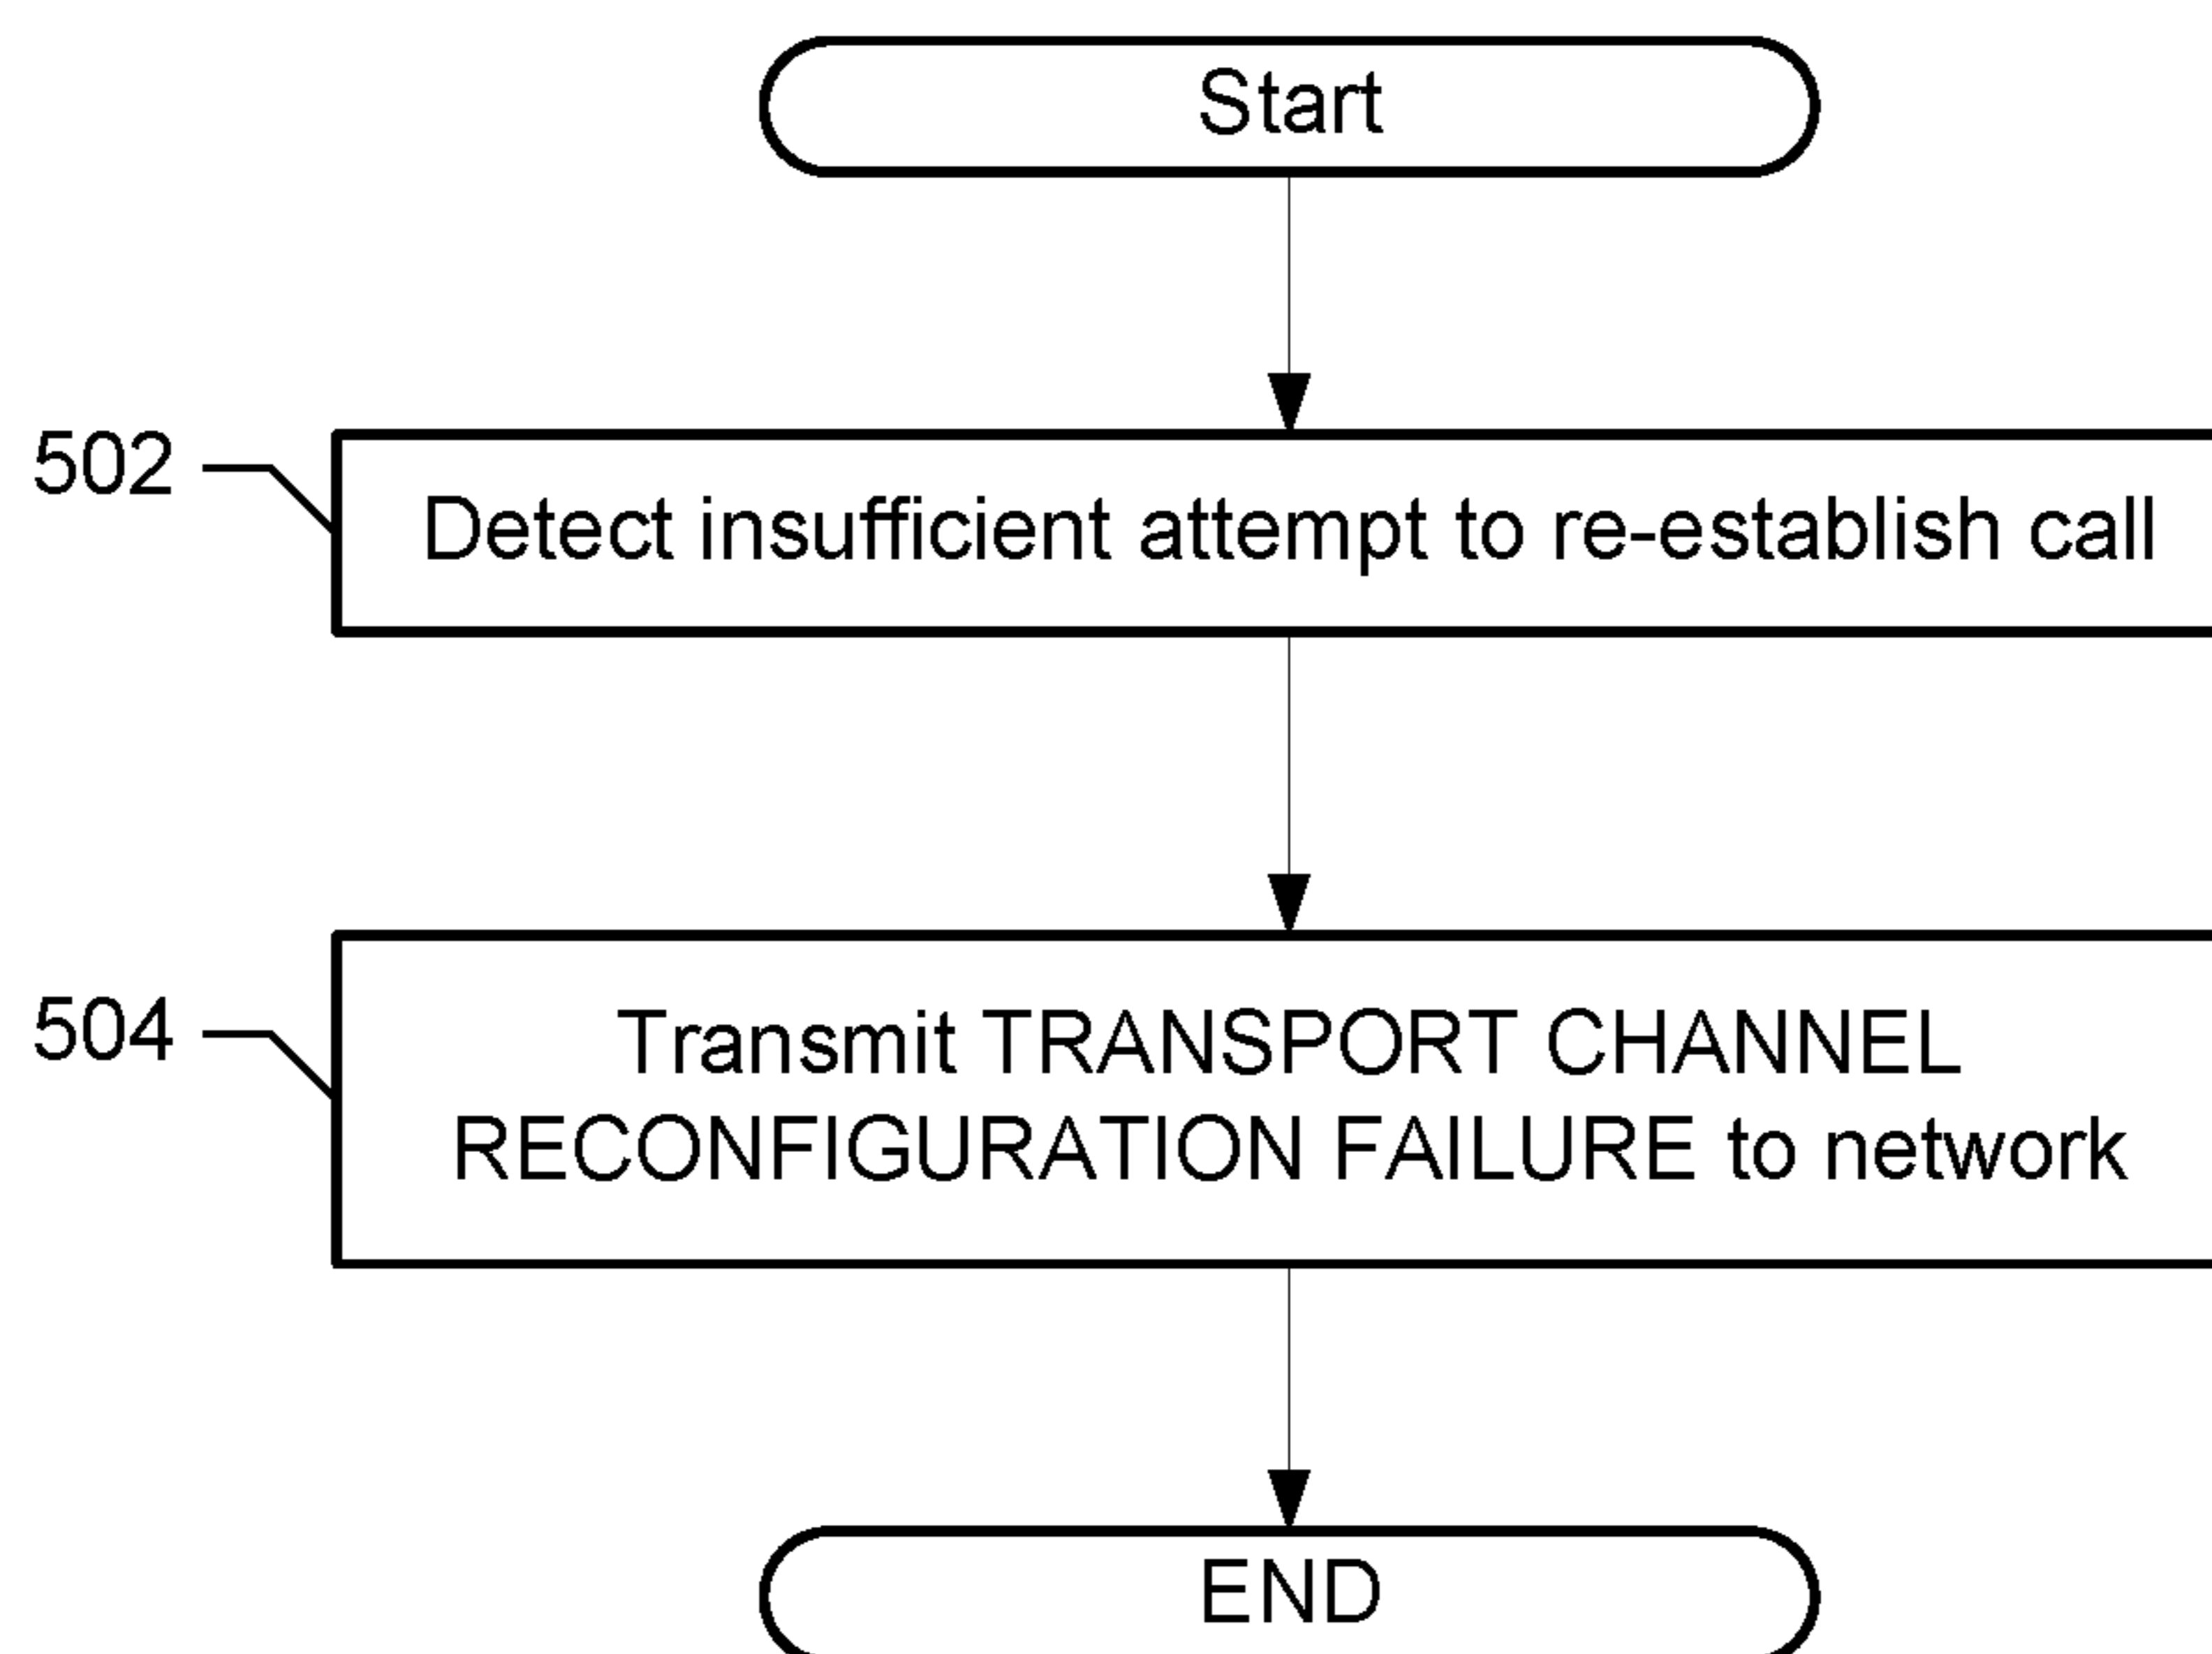 Start
502
Detect insufficient attempt to re-establish call
504
Transmit TRANSPORT CHANNEL
RECONFIGURATION FAILURE to network
END